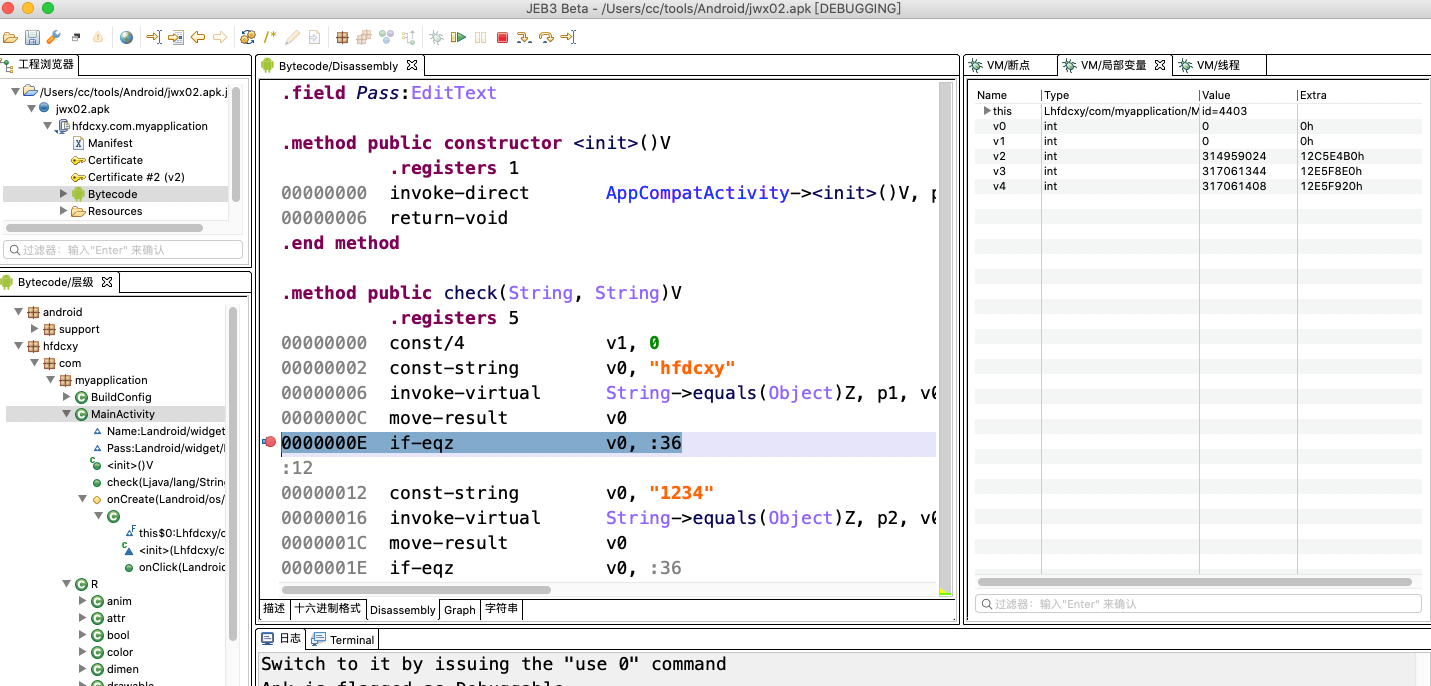 JEB3 Beta - /Users/cc/tools/Android/jwx02.apk [DEBUGGING]
工程浏览器
/Users/cc/tools/Android/jwx02.apk.j
jwx02.apk
hfdcxy.com.myapplication
Manifest
Certificate
Certificate #2 (v2)
Bytecode
Resources
过滤器：输入"Enter" 来确认
Bytecode/层级
android
support
hfdcxy
com
myapplication
BuildConfig
MainActivity
Name:Landroid/widget
Pass:Landroid/widget/
<init>()V
check(Ljava/lang/String
onCreate(Landroid/os/
this$0:Lhfdcxy/c
<init>(Lhfdcxy/c
onClick(Landroid
R
anim
attr
bool
color
dimen
drawable
Bytecode/Disassembly
.field Pass:EditText
.method public constructor <init>()V
.registers 1
00000000 invoke-direct AppCompatActivity-><init>()V, p
00000006 return-void
.end method
.method public check(String, String)V
.registers 5
00000000 const/4 v1, 0
00000002 const-string v0, "hfdcxy"
00000006 invoke-virtual String->equals(Object)Z, p1, v0
0000000C move-result v0
0000000E if-eqz v0, :36
:12
00000012 const-string v0, "1234"
00000016 invoke-virtual String->equals(Object)Z, p2, v0
0000001C move-result v0
0000001E if-eqz v0, :36
描述 十六进制格式 Disassembly Graph 字符串
日志 Terminal
Switch to it by issuing the "use 0" command
Apk is flagged as Debuggable
VM/断点 VM/局部变量 VM/线程
Name Type Value Extra
this Lhfdcxy/com/myapplication/M id=4403
v0 int 0 0h
v1 int 0 0h
v2 int 314959024 12C5E4B0h
v3 int 317061344 12E5F8E0h
v4 int 317061408 12E5F920h
过滤器：输入"Enter" 来确认